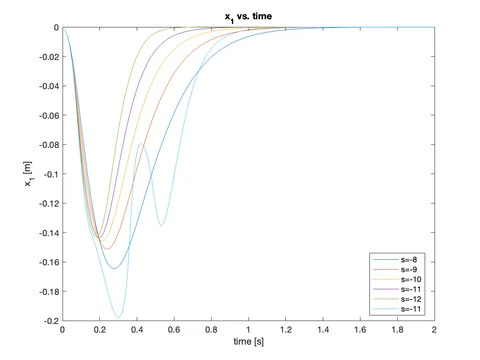 x1 vs. time
0
-0.02
-0.04
-0.06
-0.08
-0.1
-0.12
-0.14
-0.16
-0.18
-0.2
x1 [m]
s=-8
s=-9
s=-10
s=-11
s=-12
s=-11
0 0.2 0.4 0.6 0.8 1 1.2 1.4 1.6 1.8 2
time [s]